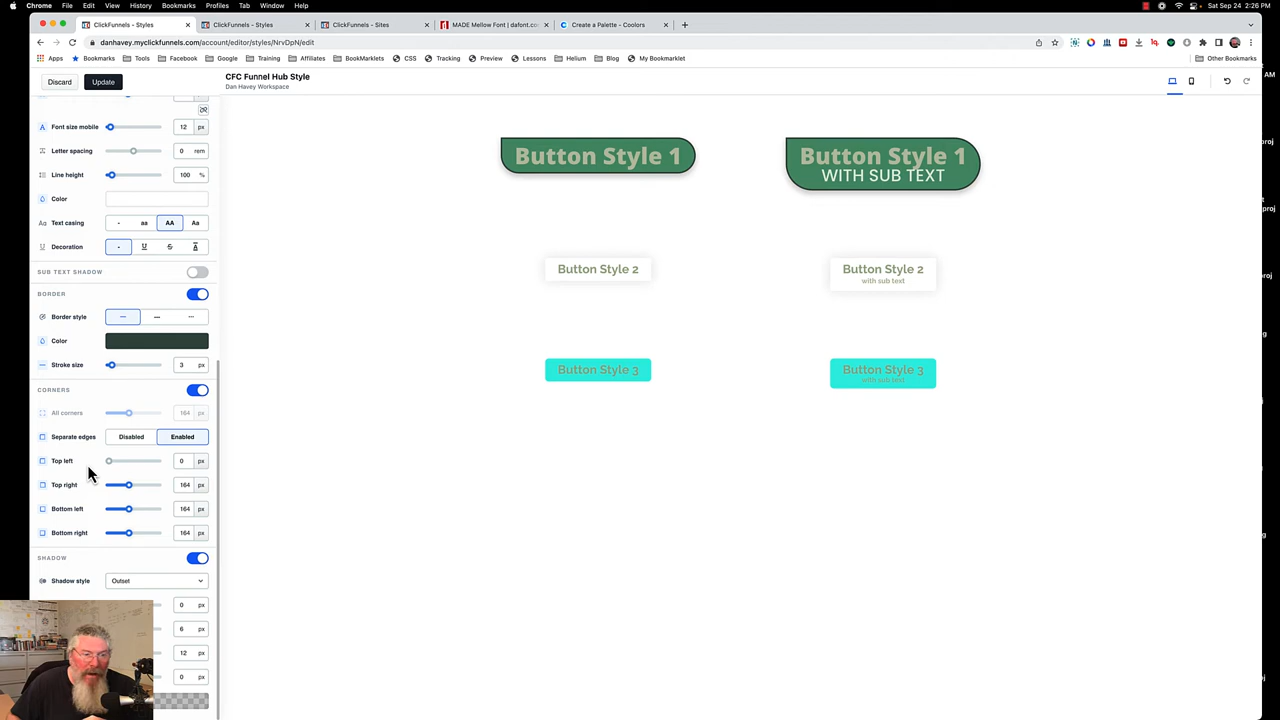 Chrome File Edit View History Bookmarks Profiles Tab Window Help
Sat Sep 24 2:26 PM
ClickFunnels - Styles
ClickFunnels - Styles
ClickFunnels - Sites
MADE Mellow Font | dafont.co
Create a Palette - Coolors
danhavey.myclickfunnels.com/account/editor/styles/NrvDpN/edit
Apps Bookmarks Tools Facebook Google Training Affiliates BookMarklets CSS Tracking Preview Lessons Helium Blog My Bookmarklet Other Bookmarks
AM
Discard Update
CFC Funnel Hub Style
Dan Havey Workspace
Font size mobile 12 px
Letter spacing 0 rem
Line height 100 %
Color
Text casing - aa AA Aa
Decoration - U S A
SUB TEXT SHADOW
BORDER
Border style
Color
Stroke size 3 px
CORNERS
All corners 164 px
Separate edges Disabled Enabled
Top left 0 px
Top right 164 px
Bottom left 164 px
Bottom right 164 px
SHADOW
Shadow style Outset
0 px
6 px
12 px
0 px
Button Style 1
Button Style 1
WITH SUB TEXT
Button Style 2
Button Style 2
with sub text
Button Style 3
Button Style 3
with sub text